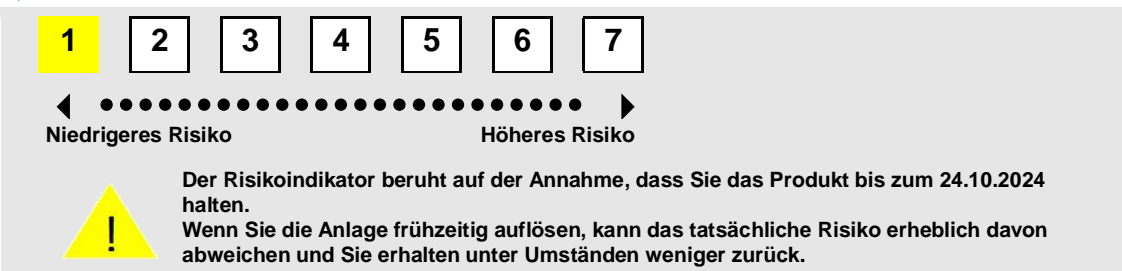 1 2 3 4 5 6 7
Niedrigeres Risiko Höheres Risiko
Der Risikoindikator beruht auf der Annahme, dass Sie das Produkt bis zum 24.10.2024
halten.
! Wenn Sie die Anlage frühzeitig auflösen, kann das tatsächliche Risiko erheblich davon
abweichen und Sie erhalten unter Umständen weniger zurück.